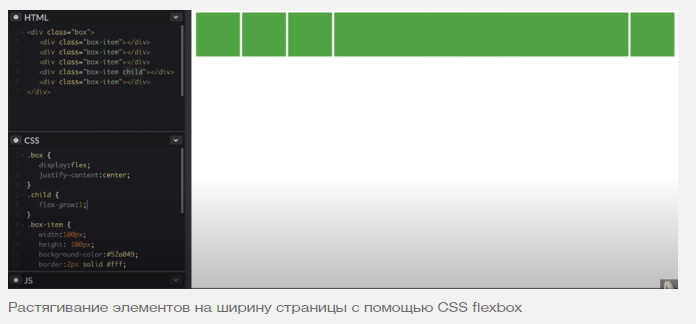 HTML
<div class="box">
<div class="box-item"></div>
<div class="box-item"></div>
<div class="box-item"></div>
<div class="box-item child"></div>
<div class="box-item"></div>
</div>
CSS
.box {
display:flex;
justify-content:center;
}
.child {
flex-grow:1;
}
.box-item {
width:100px;
height: 100px;
background-color:#52a049;
border:2px solid #fff;
JS
Растягивание элементов на ширину страницы с помощью CSS flexbox